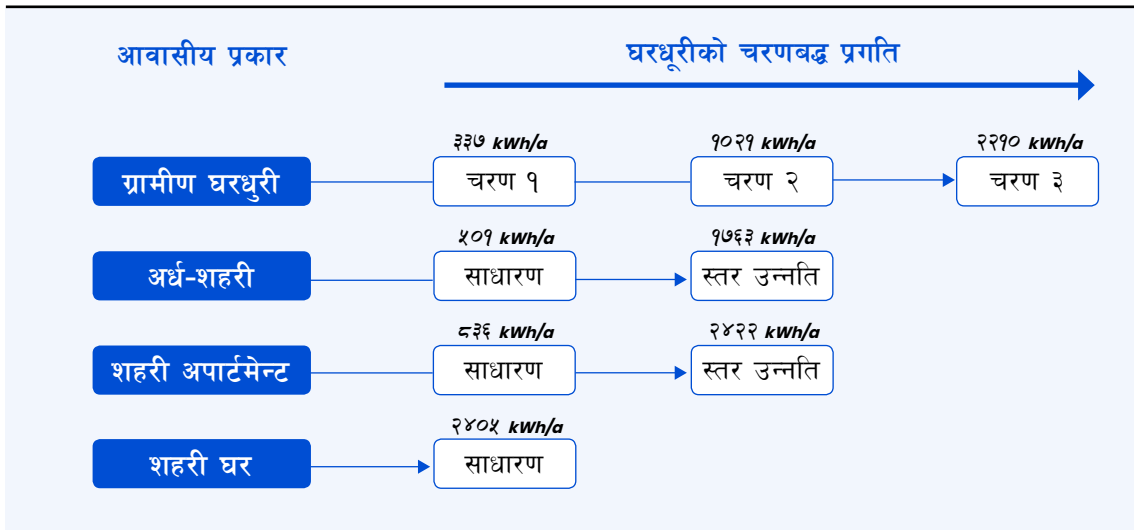 आवासीय प्रकार
घरधूरीको चरणबद्ध प्रगति
३३७ kWh/a
१०२१ kWh/a
२२१० kWh/a
ग्रामीण घरधुरी
चरण १
चरण २
चरण ३
५०१ kWh/a
१७६३ kWh/a
अर्ध-शहरी
साधारण
स्तर उन्नति
८३६ kWh/a
२४२२ kWh/a
शहरी अपार्टमेन्ट
साधारण
स्तर उन्नति
२४०५ kWh/a
शहरी घर
साधारण